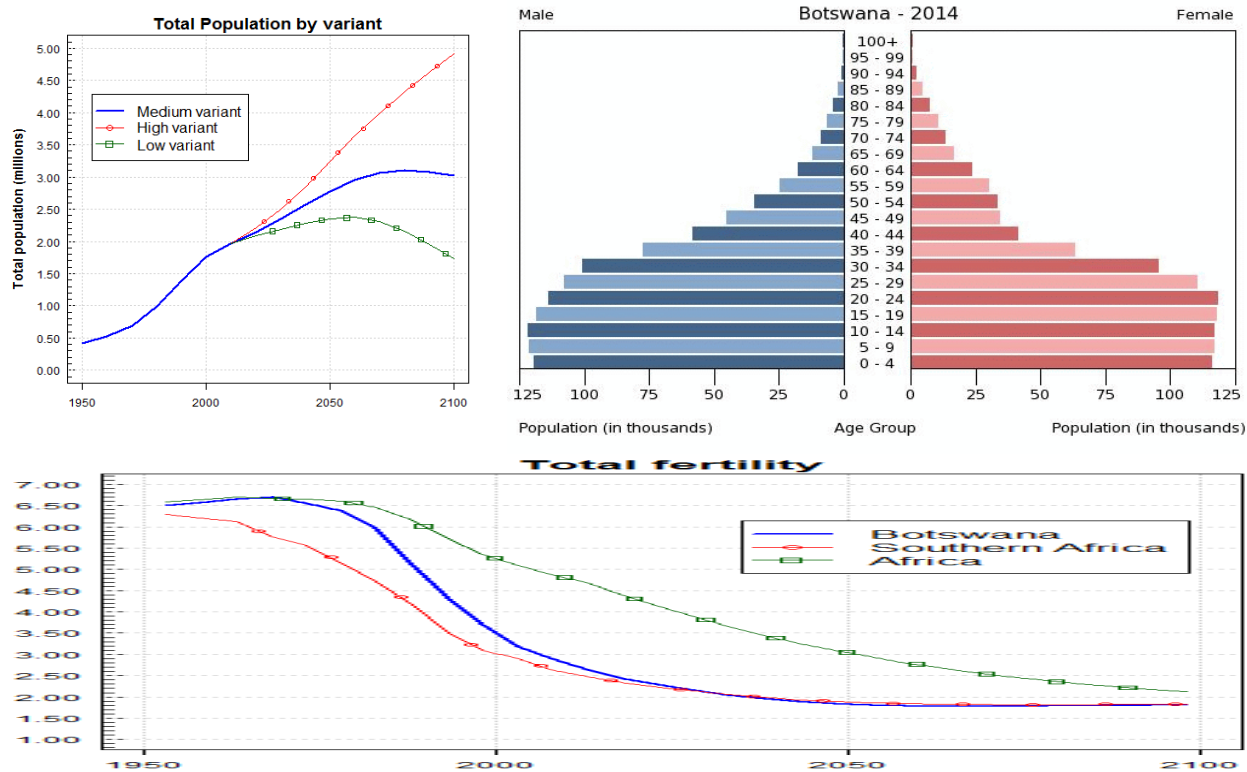 Total Population by variant
Total population (millions)
5.00
4.50
4.00
3.50
3.00
2.50
2.00
1.50
1.00
0.50
0.00
Medium variant
High variant
Low variant
1950 2000 2050 2100
Male Botswana - 2014 Female
100+
95 - 99
90 - 94
85 - 89
80 - 84
75 - 79
70 - 74
65 - 69
60 - 64
55 - 59
50 - 54
45 - 49
40 - 44
35 - 39
30 - 34
25 - 29
20 - 24
15 - 19
10 - 14
5 - 9
0 - 4
125 100 75 50 25 0 0 25 50 75 100 125
Population (in thousands) Age Group Population (in thousands)
Total fertility
7.00
6.50
6.00
5.50
5.00
4.50
4.00
3.50
3.00
2.50
2.00
1.50
1.00
Botswana
Southern Africa
Africa
1950 2000 2050 2100